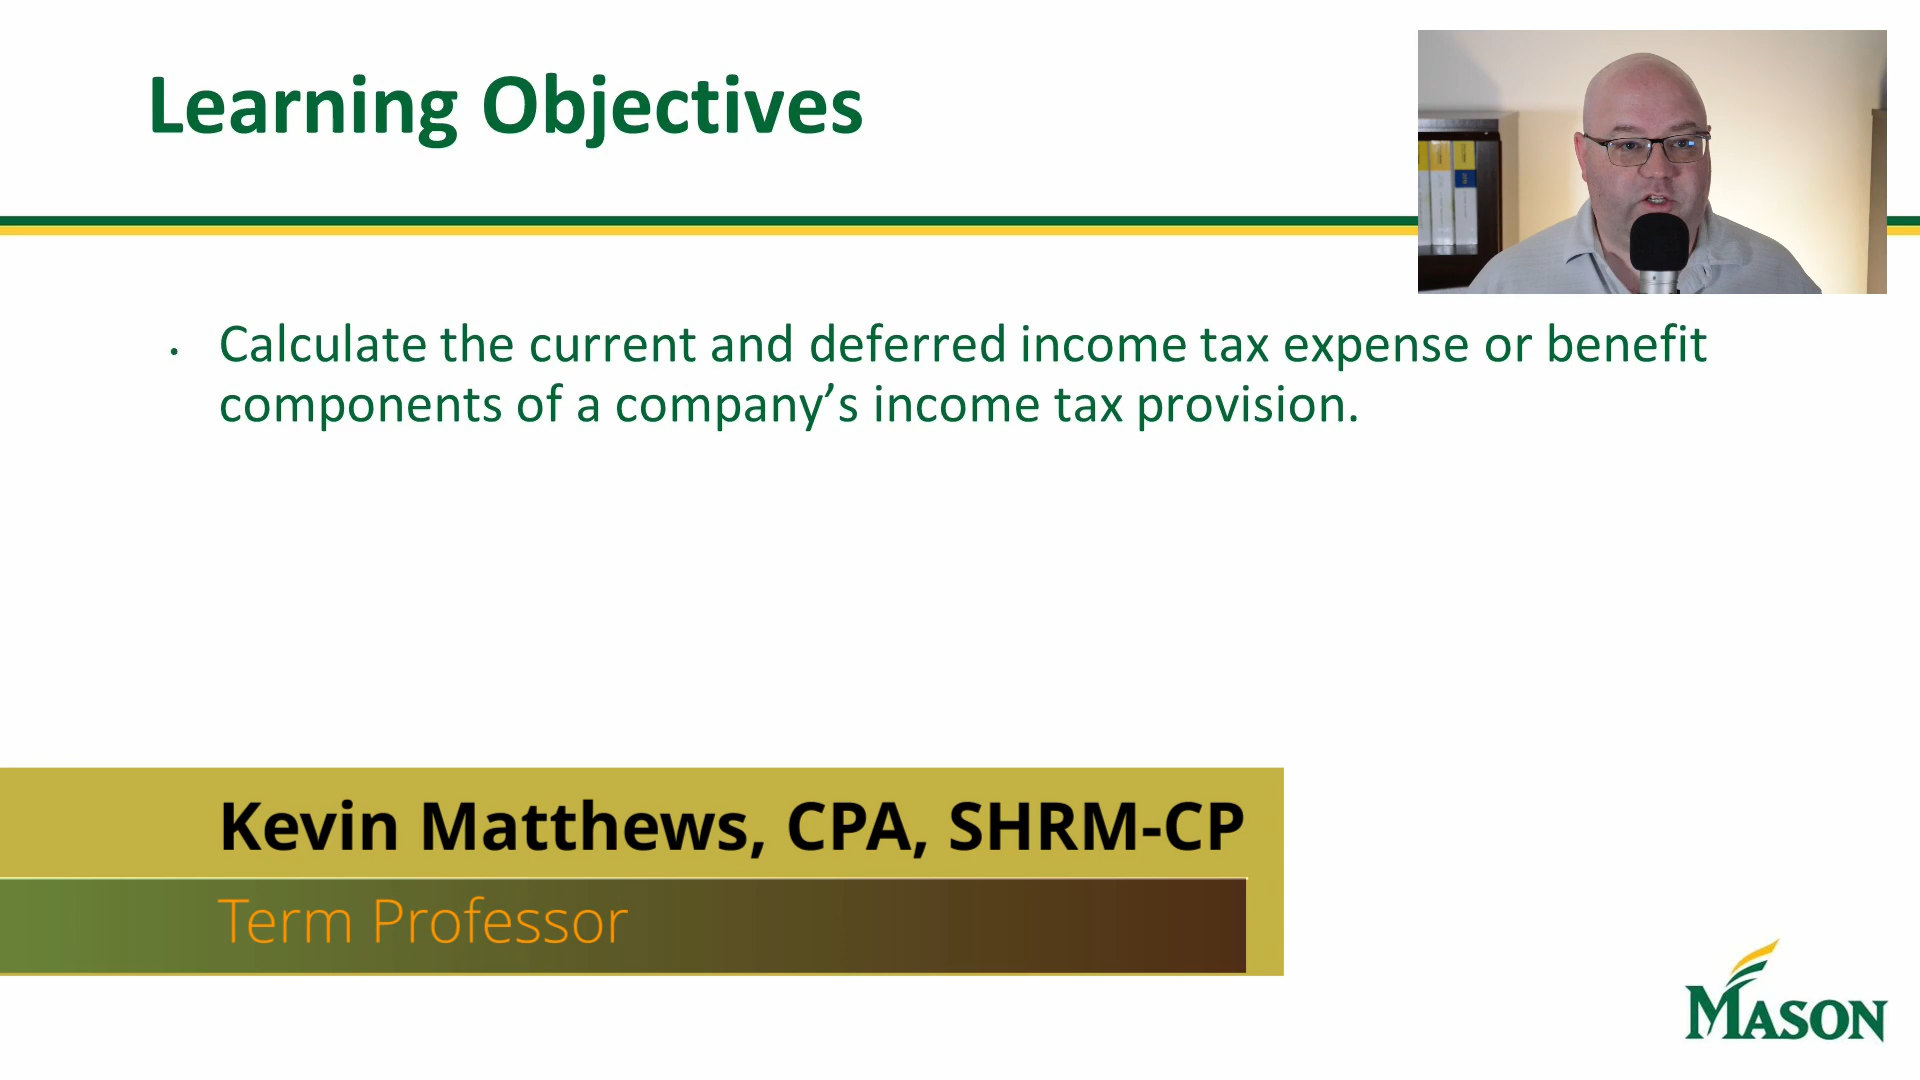 Learning Objectives
• Calculate the current and deferred income tax expense or benefit
components of a company’s income tax provision.
Kevin Matthews, CPA, SHRM-CP
Term Professor
MASON